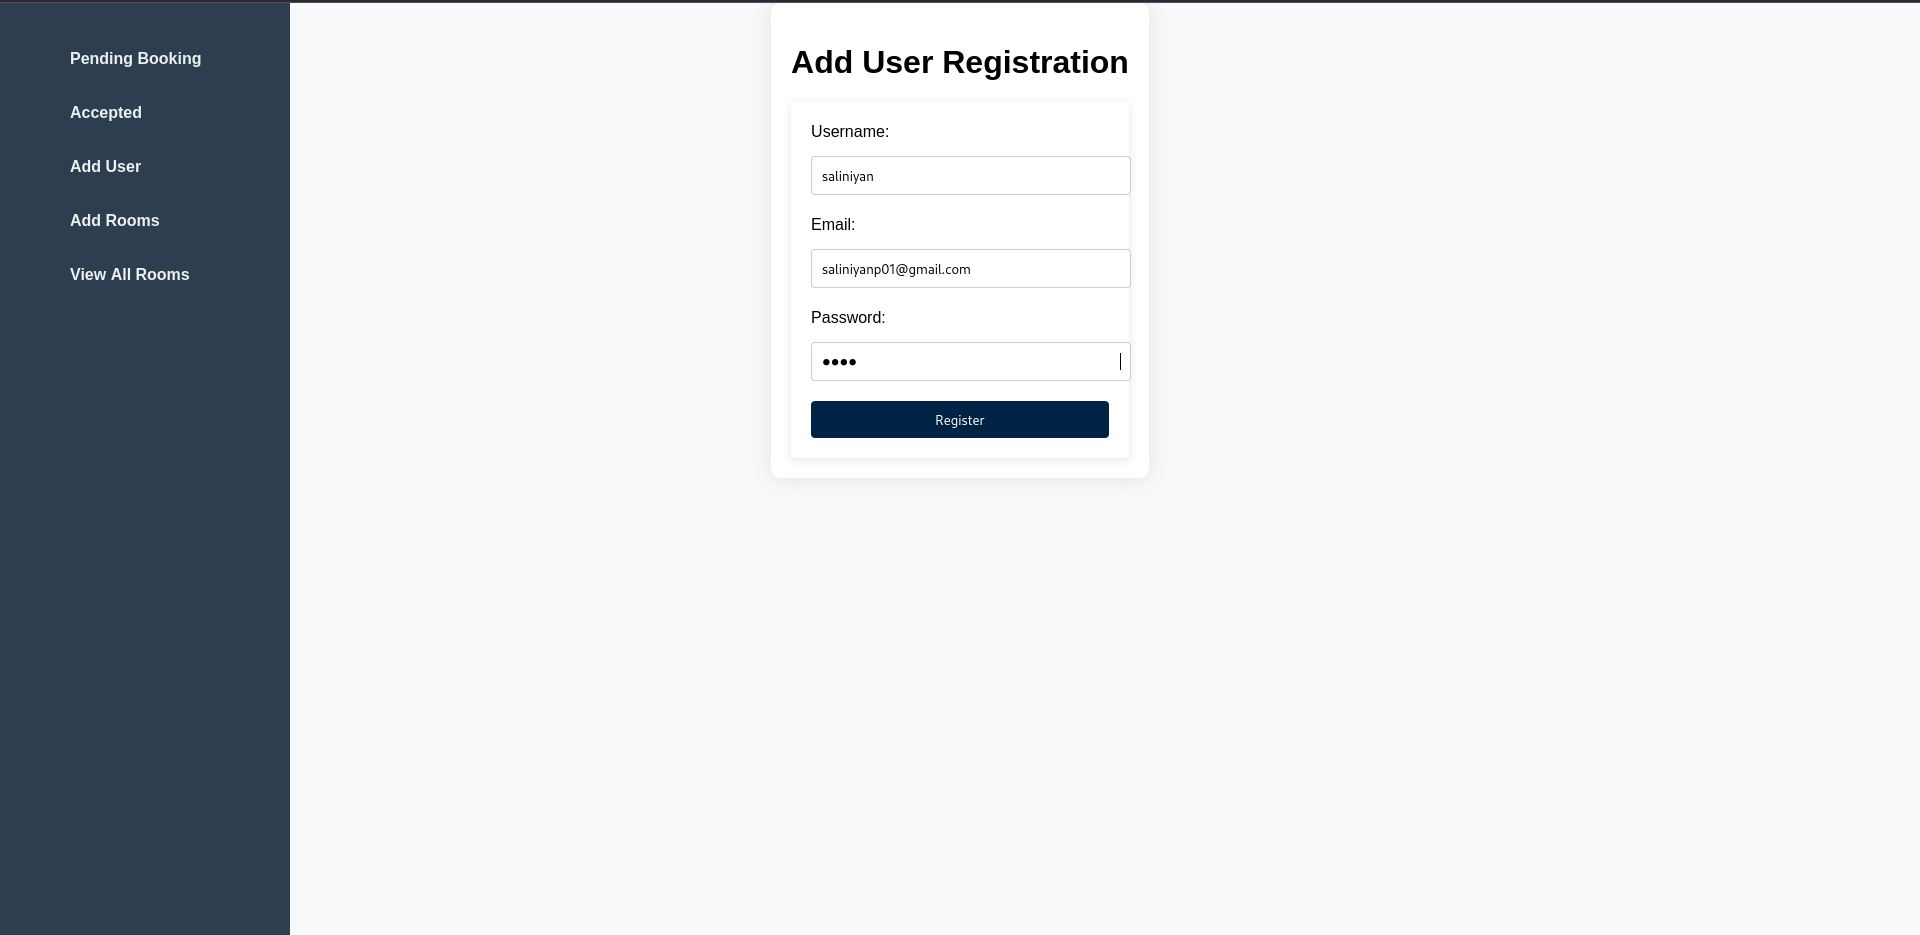 Pending Booking
Accepted
Add User
Add Rooms
View All Rooms
Add User Registration
Username:
saliniyan
Email:
saliniyanp01@gmail.com
Password:
●●●●
Register